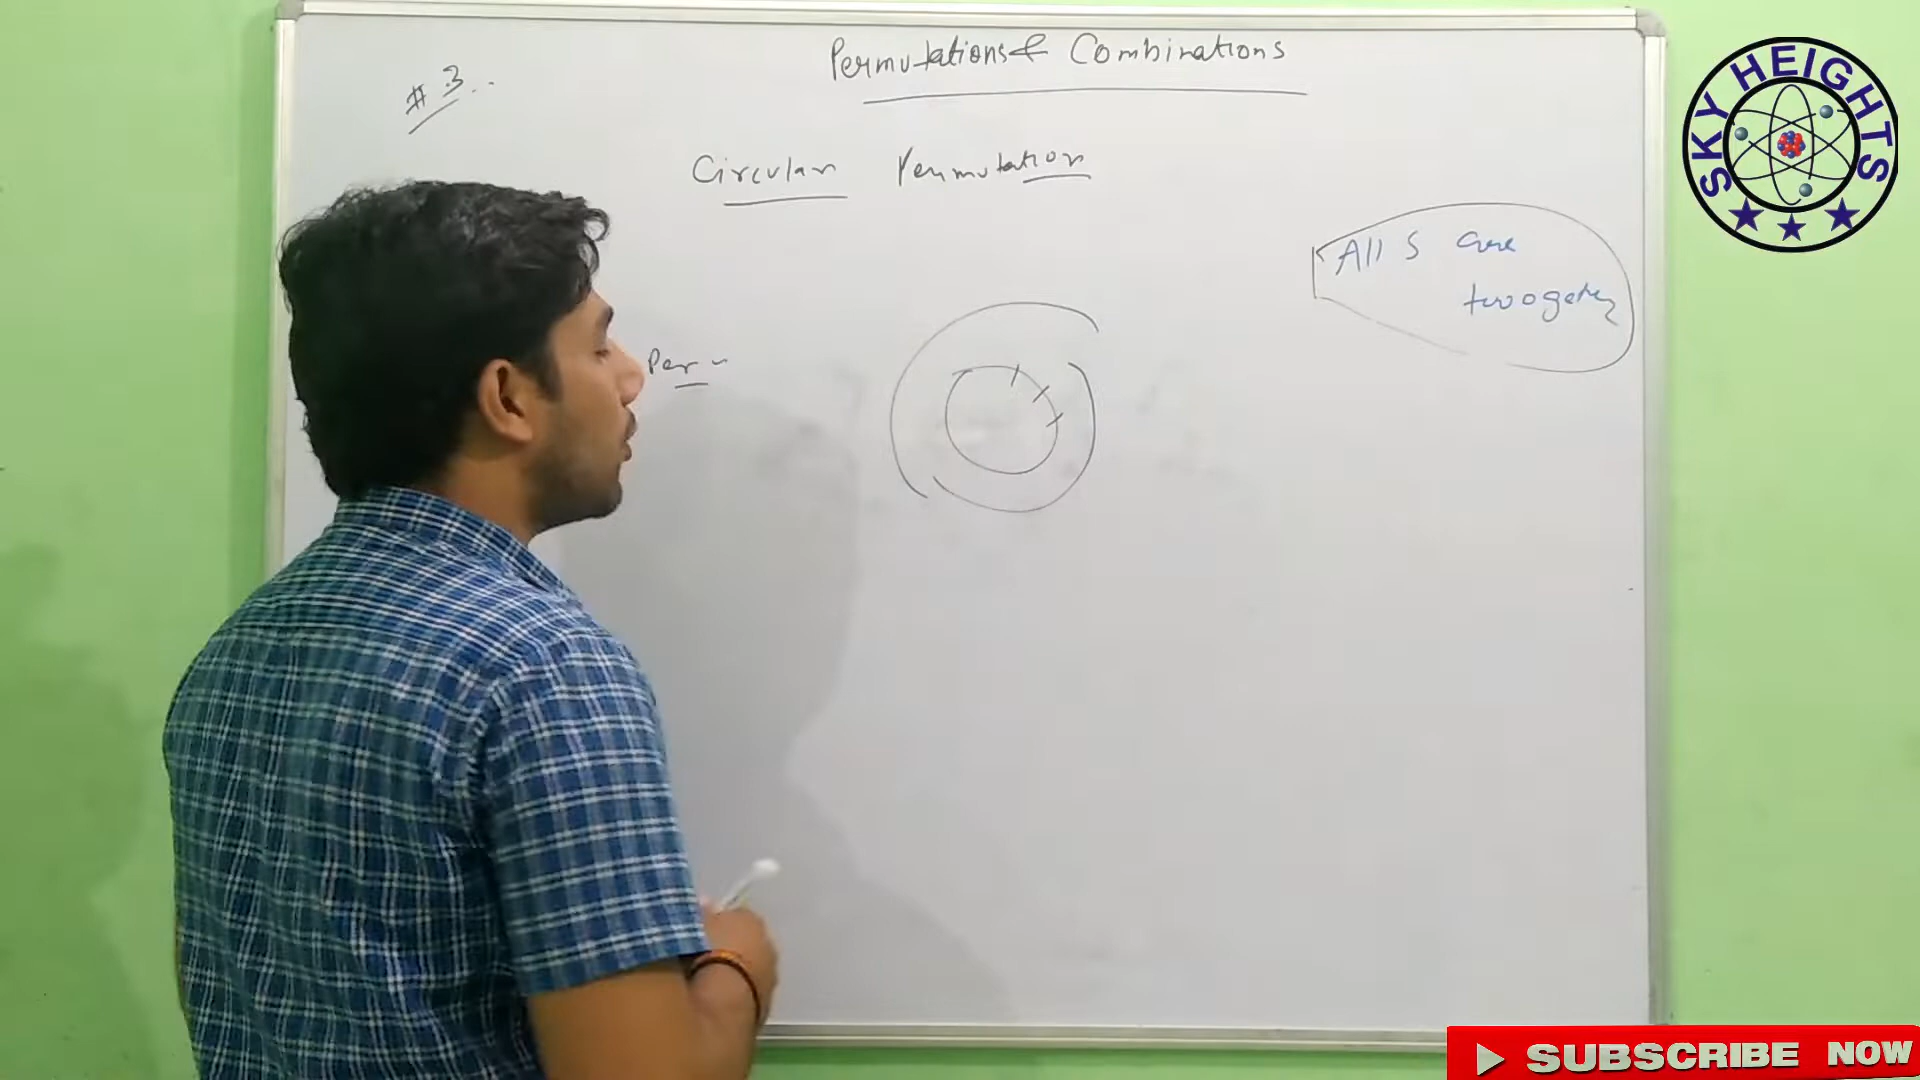 Permutations & Combinations
# 3..
Circular Permutation
All S are
twogether
Per
SKY HEIGHTS
SUBSCRIBE NOW